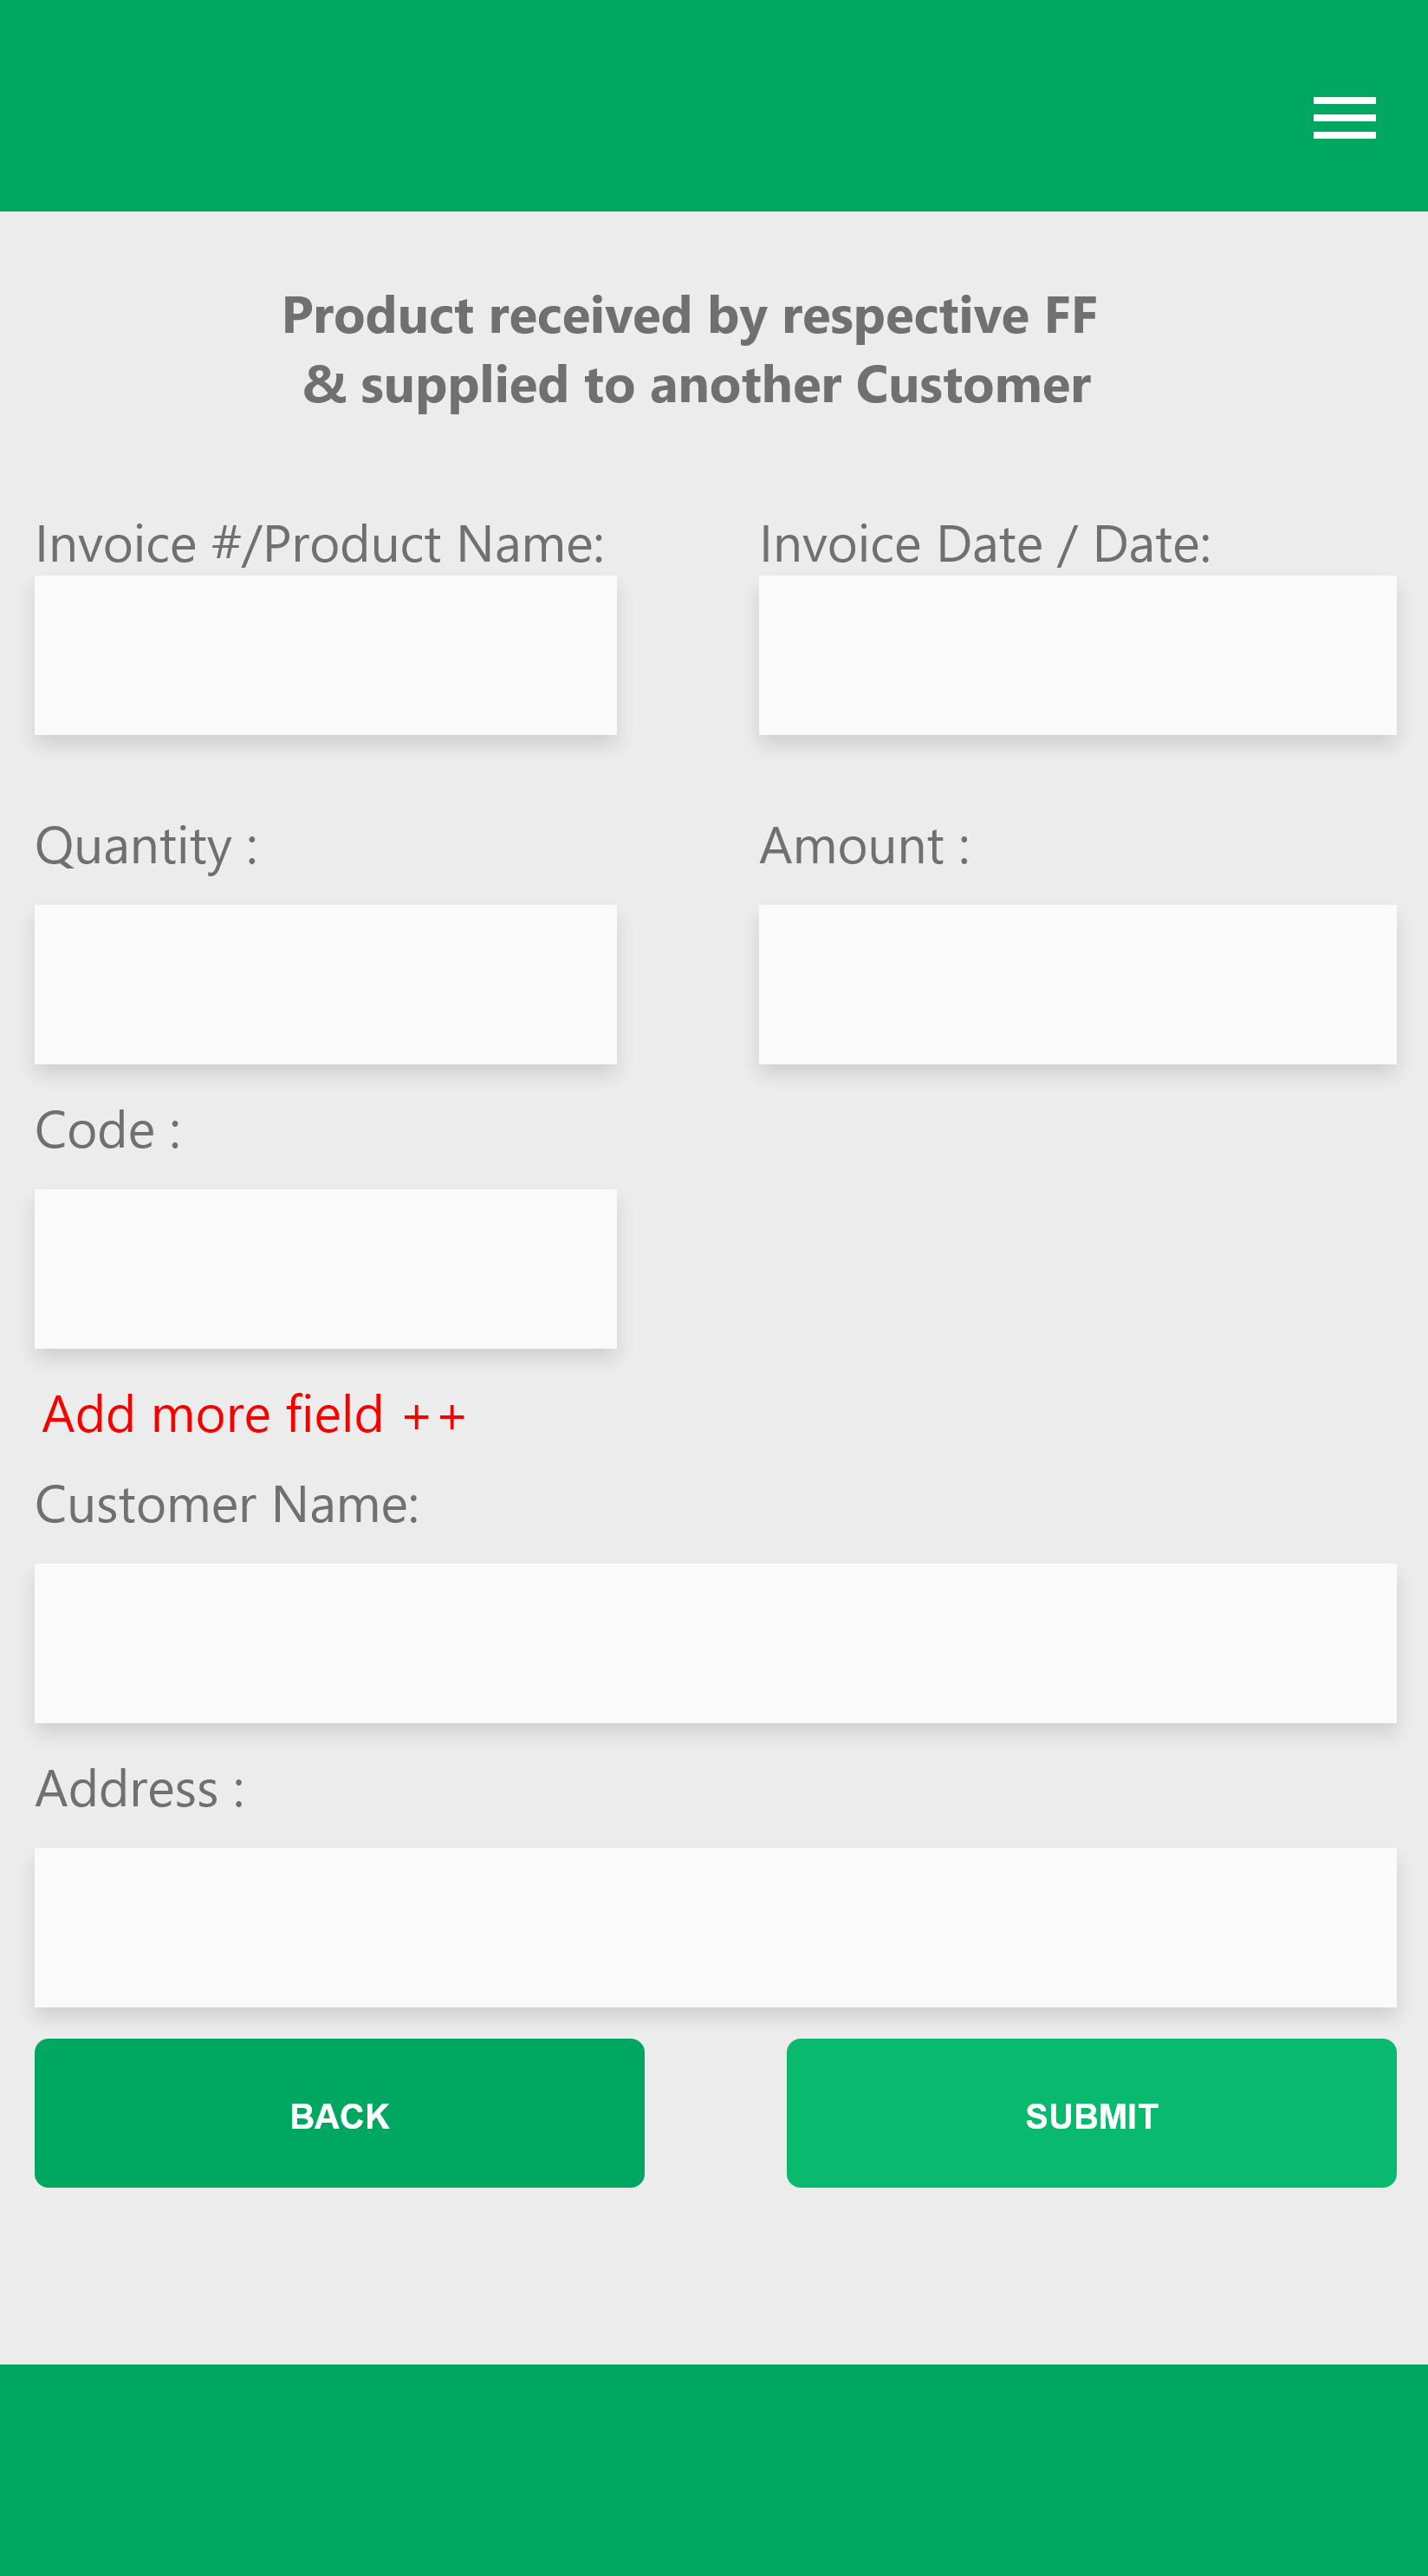 Product received by respective FF
& supplied to another Customer
Invoice #/Product Name:
Invoice Date / Date:
Quantity :
Amount :
Code :
Add more field ++
Customer Name:
Address :
BACK
SUBMIT